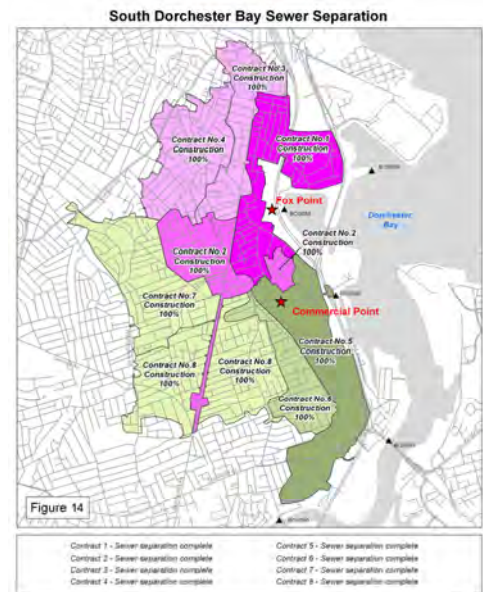 South Dorchester Bay Sewer Separation
Contract No.3
Construction
100%
Contract No.4
Construction
100%
Contract No.1
Construction
100%
Fox Point
Dorchester
Bay
Contract No.2
Construction
100%
Contract No.2
Construction
100%
Commercial Point
Contract No.7
Construction
100%
Contract No.5
Construction
100%
Construction
100%
Contract No.8
Construction
100%
Contract No.6
Construction
100%
Figure 14
Contract 1 - Sewer separation complete
Contract 2 - Sewer separation complete
Contract 3 - Sewer separation complete
Contract 4 - Sewer separation complete
Contract 5 - Sewer separation complete
Contract 6 - Sewer separation complete
Contract 7 - Sewer separation complete
Contract 8 - Sewer separation complete